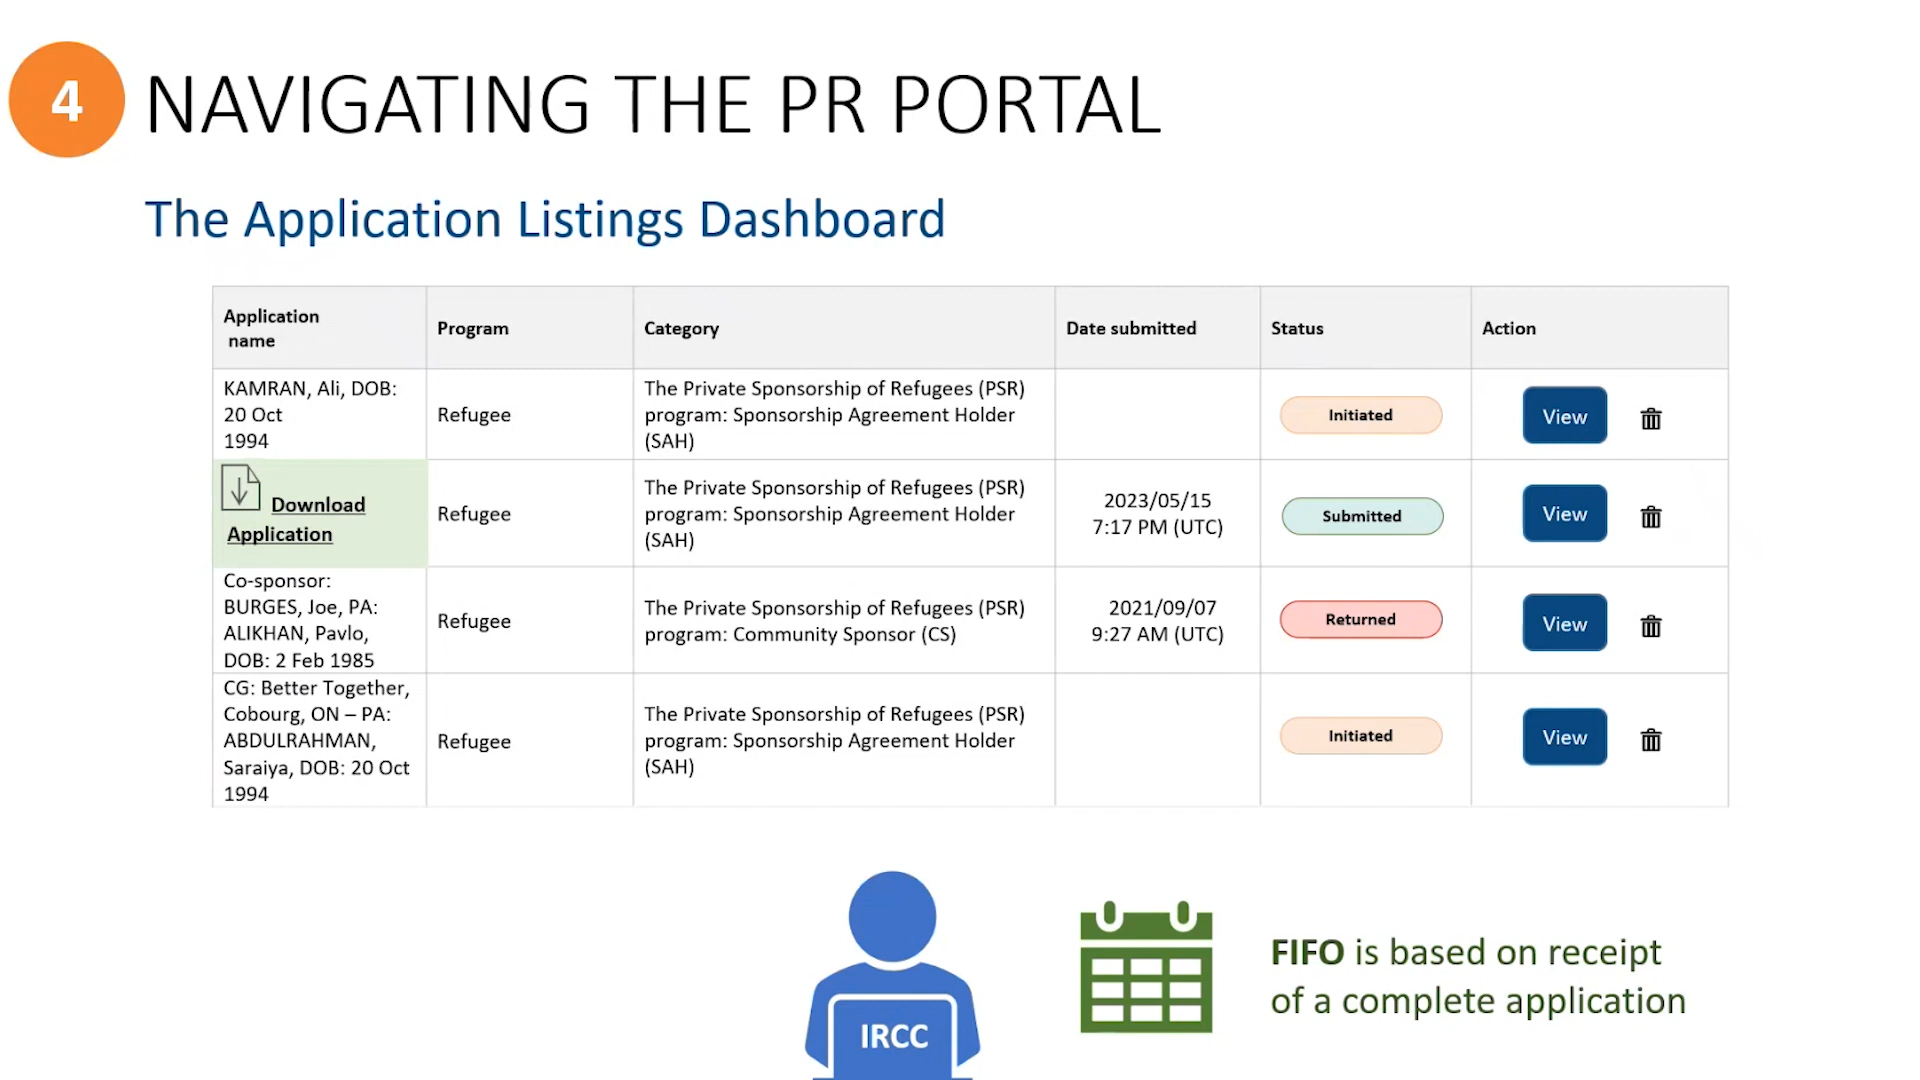 4
NAVIGATING THE PR PORTAL
The Application Listings Dashboard
Application
name
Program
Category
Date submitted
Status
Action
KAMRAN, Ali, DOB:
20 Oct
1994
Refugee
The Private Sponsorship of Refugees (PSR)
program: Sponsorship Agreement Holder
(SAH)
Initiated
View
Download
Application
Refugee
The Private Sponsorship of Refugees (PSR)
program: Sponsorship Agreement Holder
(SAH)
2023/05/15
7:17 PM (UTC)
Submitted
View
Co-sponsor:
BURGES, Joe, PA:
ALIKHAN, Pavlo,
DOB: 2 Feb 1985
Refugee
The Private Sponsorship of Refugees (PSR)
program: Community Sponsor (CS)
2021/09/07
9:27 AM (UTC)
Returned
View
CG: Better Together,
Cobourg, ON – PA:
ABDULRAHMAN,
Saraiya, DOB: 20 Oct
1994
Refugee
The Private Sponsorship of Refugees (PSR)
program: Sponsorship Agreement Holder
(SAH)
Initiated
View
IRCC
FIFO is based on receipt
of a complete application